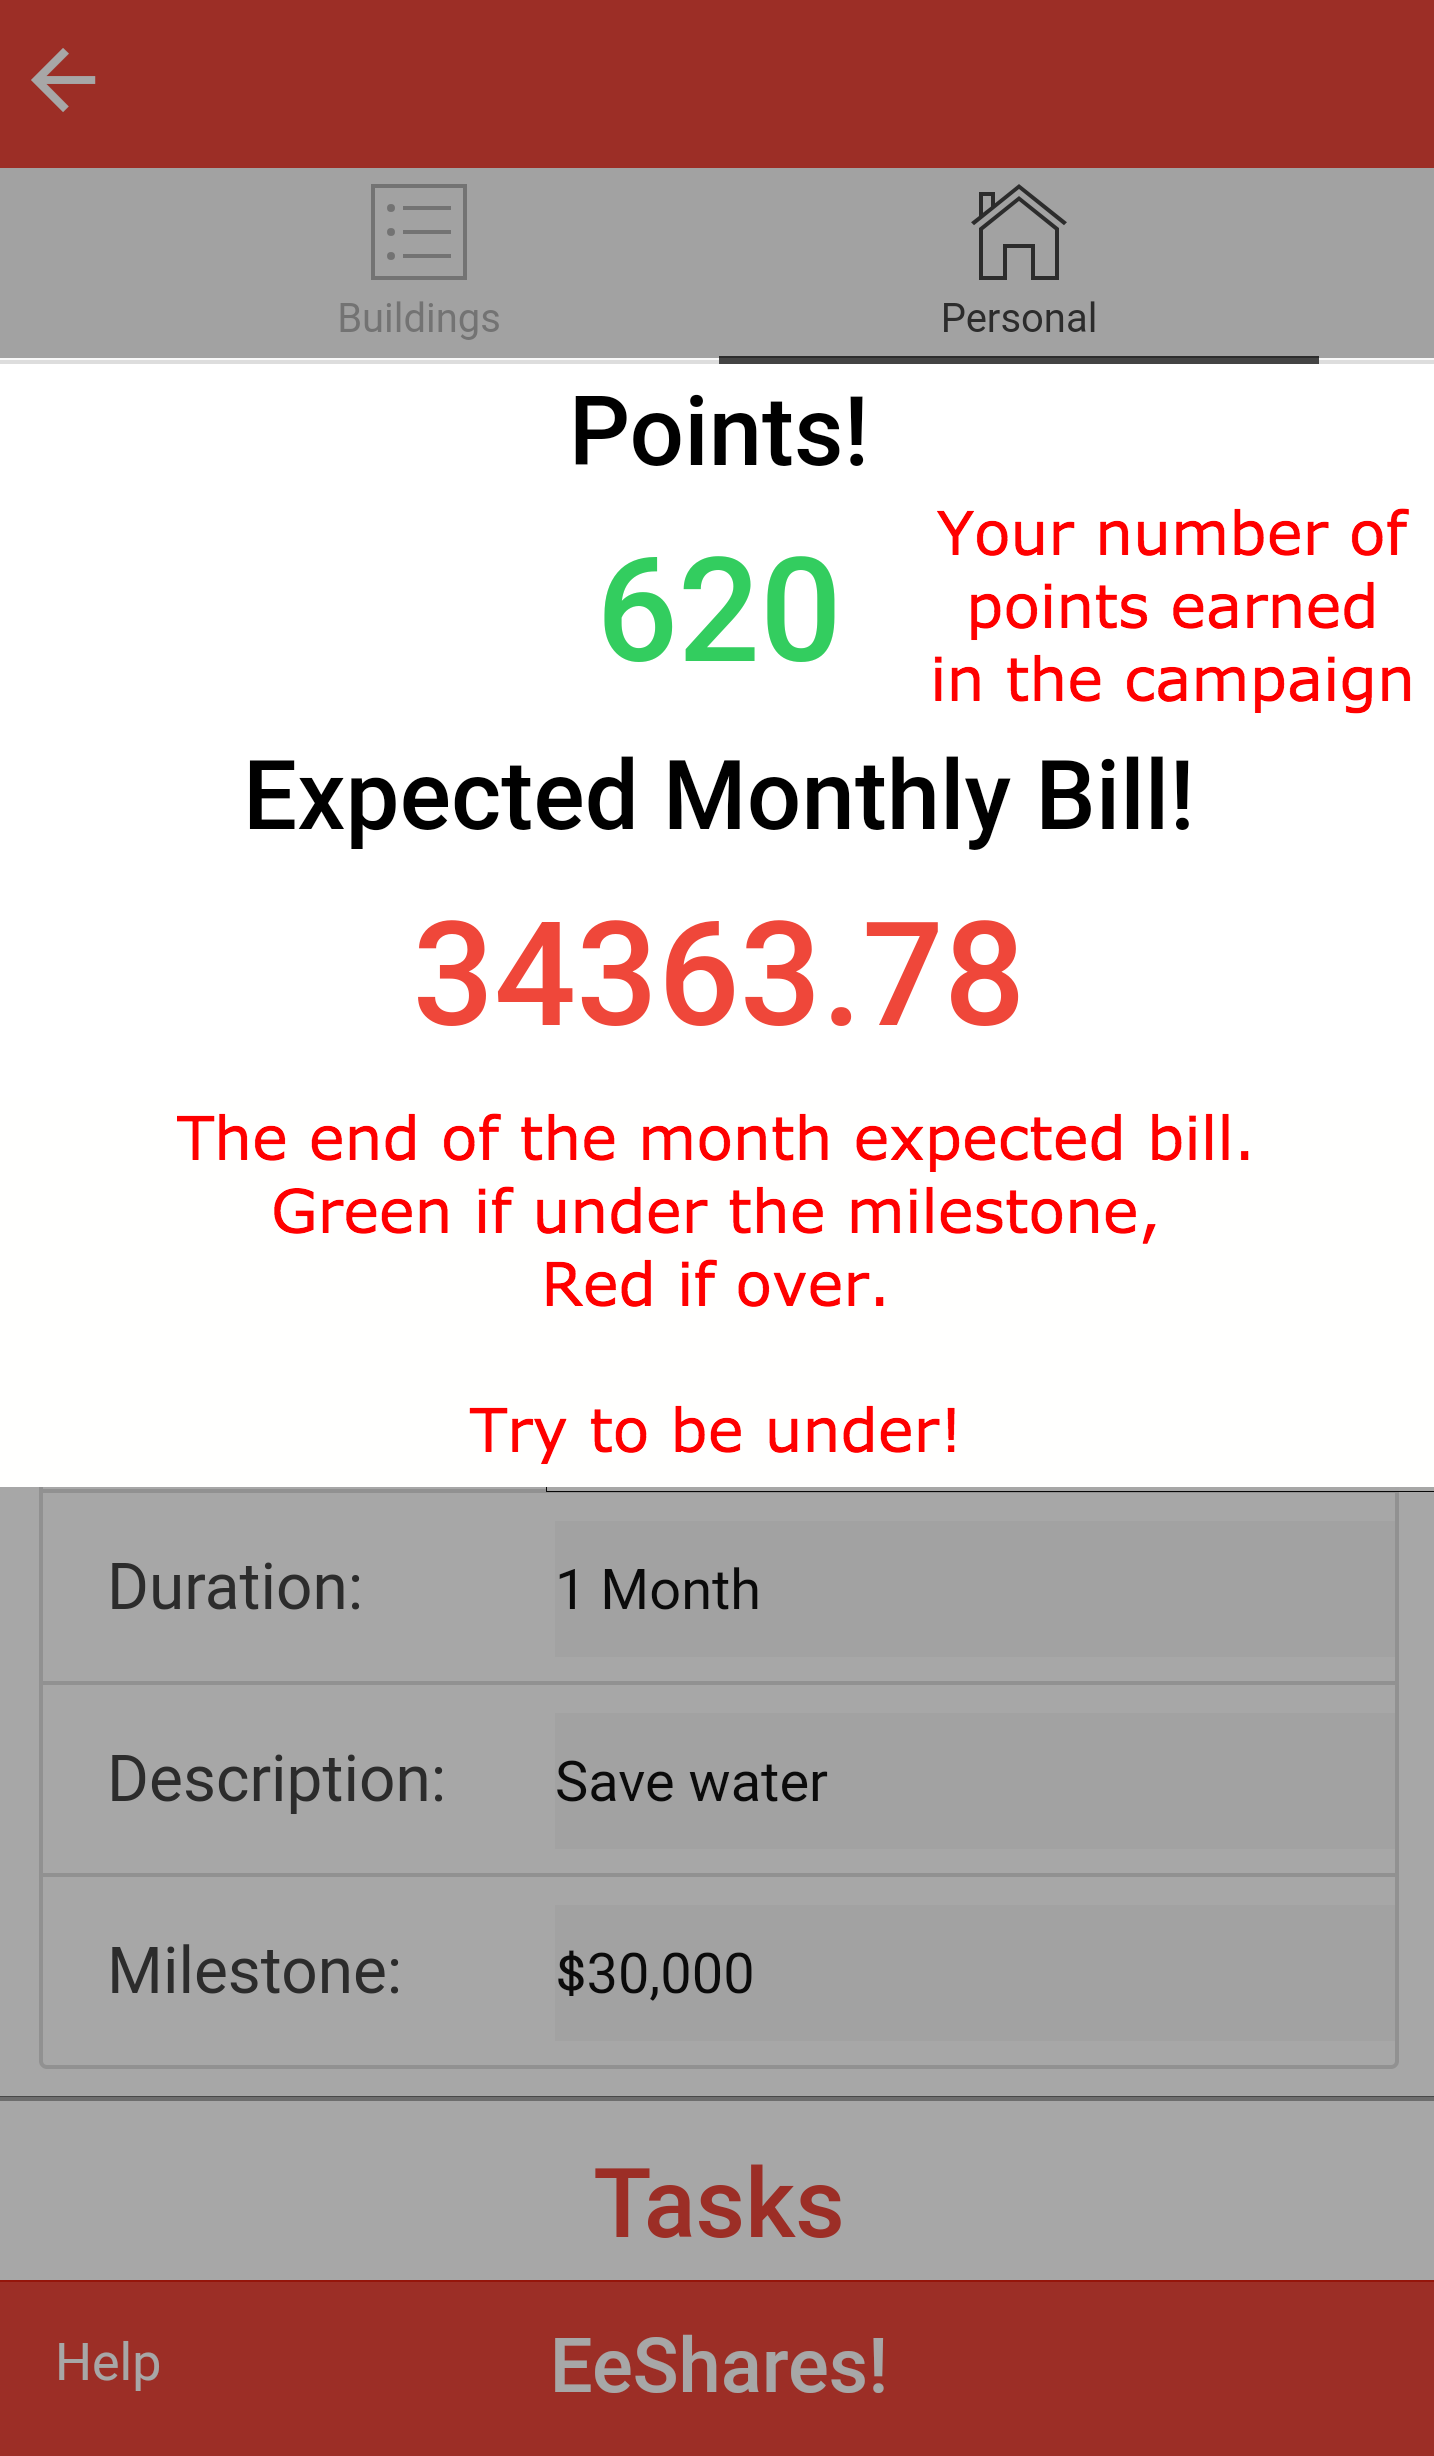 Buildings
Personal
Points!
620
Your number of
points earned
in the campaign
Expected Monthly Bill!
34363.78
The end of the month expected bill.
Green if under the milestone,
Red if over.
Try to be under!
Duration: 1 Month
Description: Save water
Milestone: $30,000
Tasks
Help EeShares!